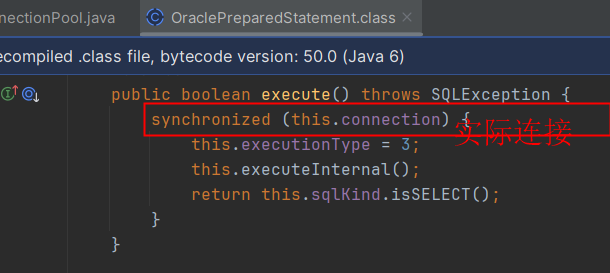 nnectionPool.java
OraclePreparedStatement.class
ecompiled .class file, bytecode version: 50.0 (Java 6)
public boolean execute() throws SQLException {
synchronized (this.connection) {
实际连接
this.executionType = 3;
this.executeInternal();
return this.sqlKind.isSELECT();
}
}